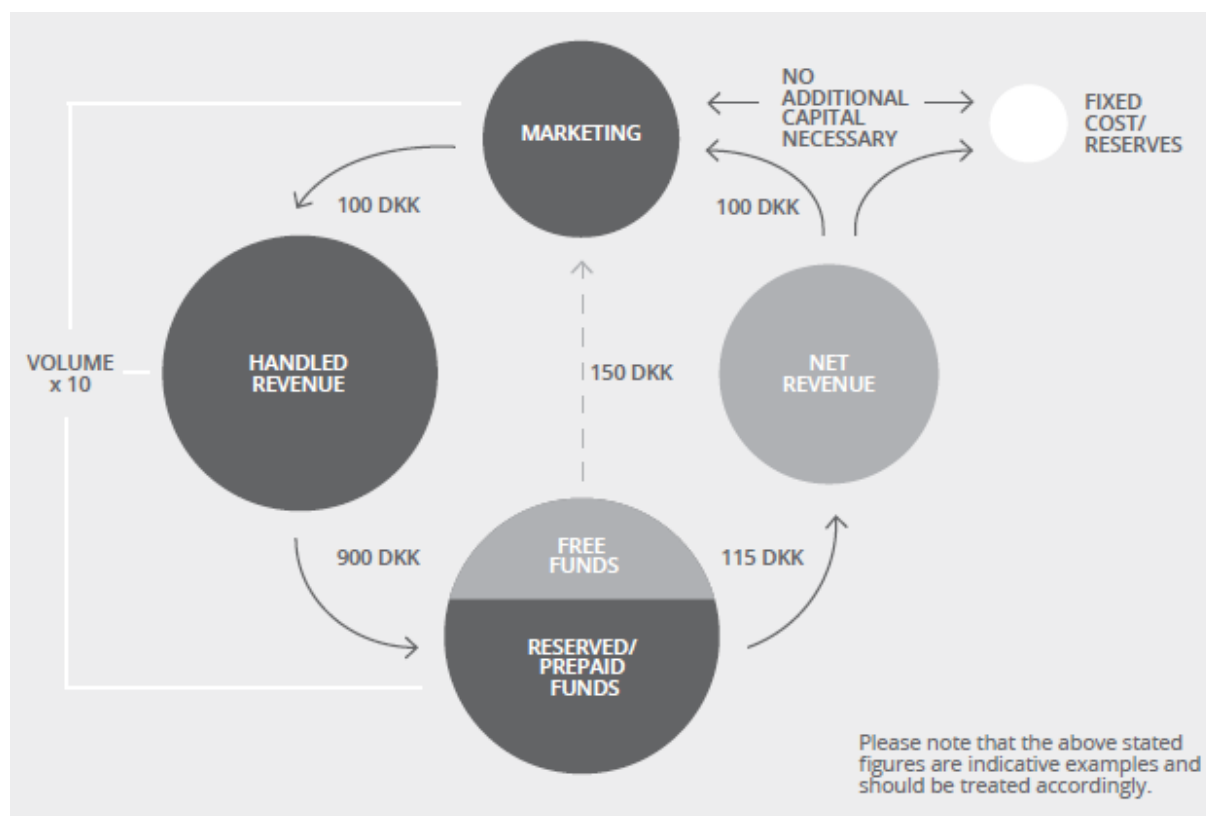 NO
ADDITIONAL
CAPITAL
NECESSARY
FIXED
COST/
RESERVES
MARKETING
100 DKK
100 DKK
VOLUME
x 10
HANDLED
REVENUE
150 DKK
NET
REVENUE
900 DKK
FREE
FUNDS
115 DKK
RESERVED/
PREPAID
FUNDS
Please note that the above stated
figures are indicative examples and
should be treated accordingly.